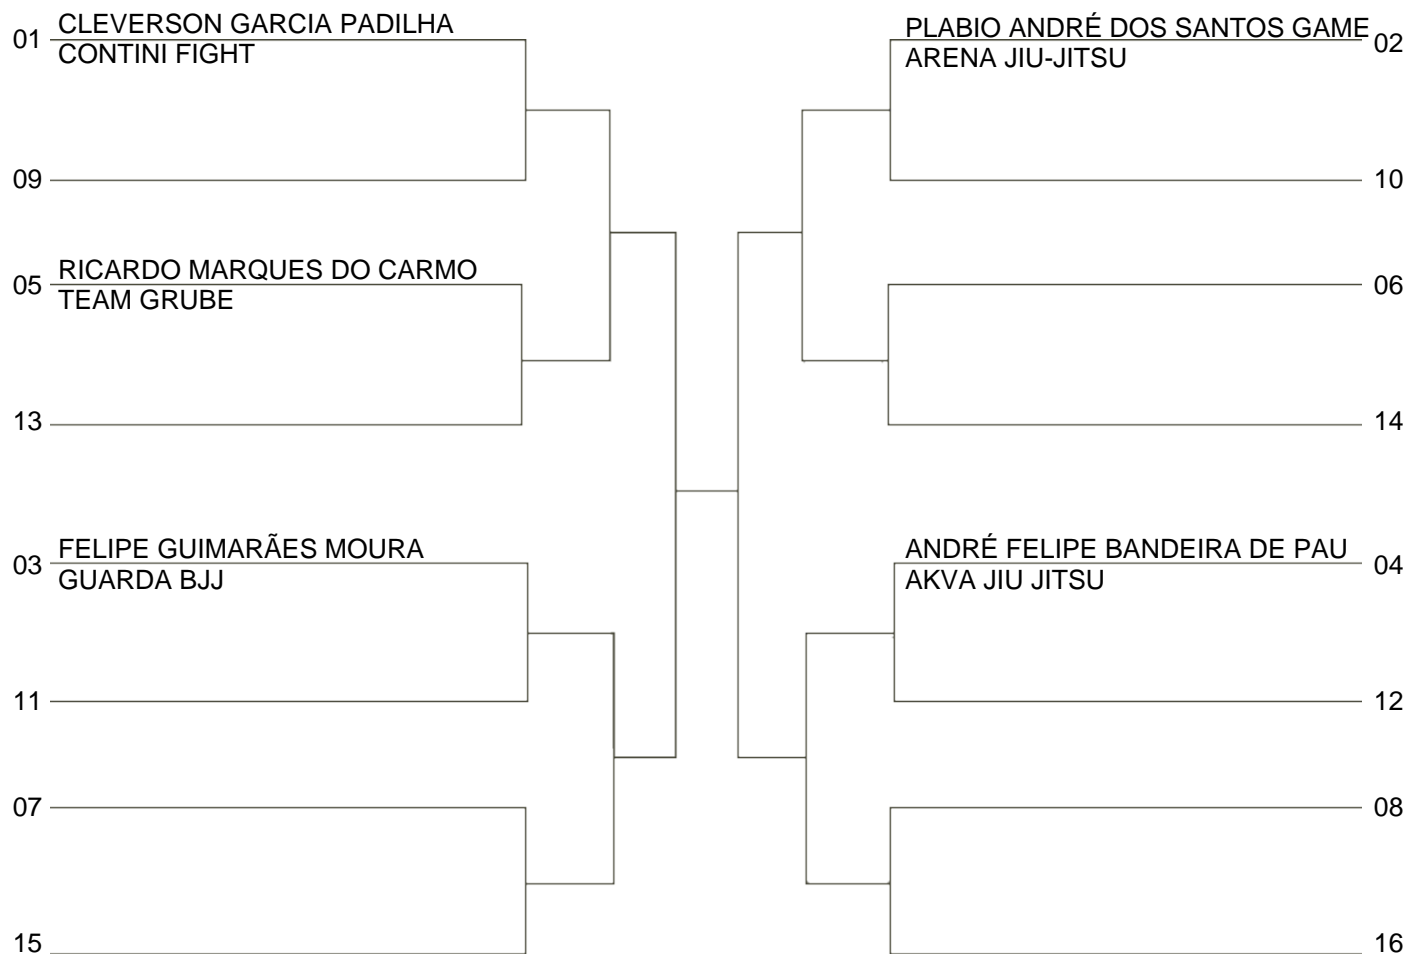 01 CLEVERSON GARCIA PADILHA
CONTINI FIGHT
09
05 RICARDO MARQUES DO CARMO
TEAM GRUBE
13
03 FELIPE GUIMARÃES MOURA
GUARDA BJJ
11
07
15
PLABIO ANDRÉ DOS SANTOS GAME 02
ARENA JIU-JITSU
10
06
14
ANDRÉ FELIPE BANDEIRA DE PAU 04
AKVA JIU JITSU
12
08
16